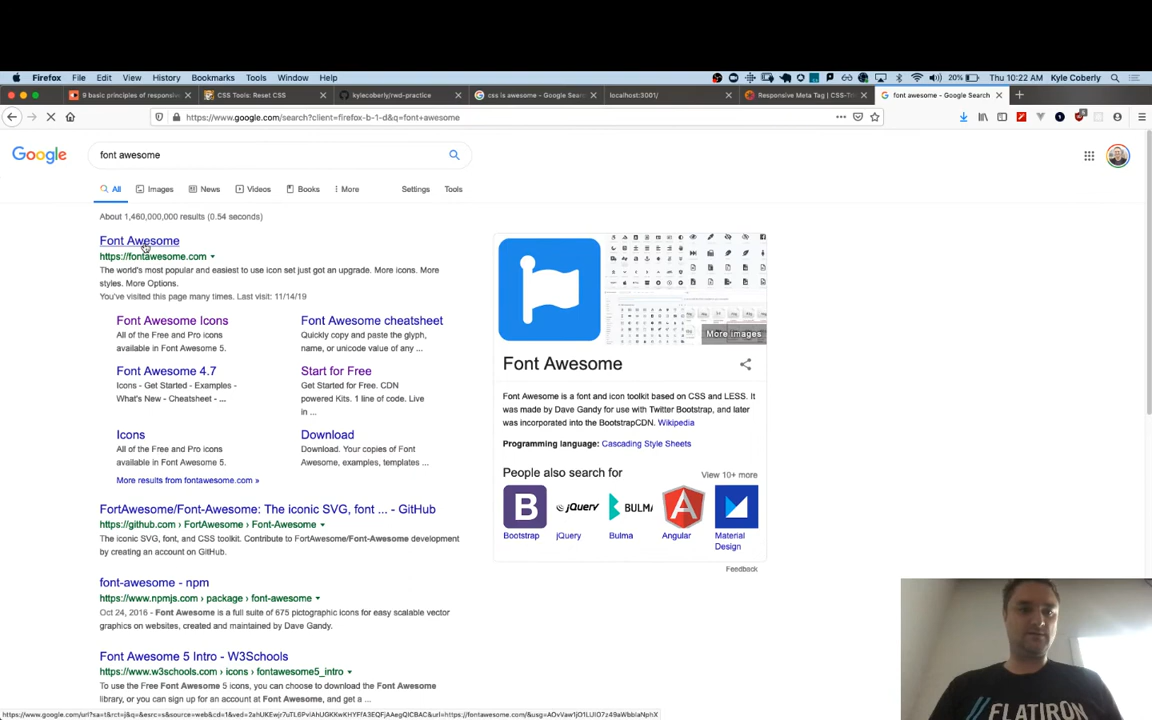 Firefox File Edit View History Bookmarks Tools Window Help 20% Thu 10:22 AM Kyle Coberly
9 basic principles of responsiv CSS Tools: Reset CSS kylecoberly/rwd-practice css is awesome - Google Sear localhost:3001/ Responsive Meta Tag | CSS-T font awesome - Google Search
https://www.google.com/search?client=firefox-b-1-d&q=font+awesome
Google font awesome
All Images News Videos Books More Settings Tools
About 1,460,000,000 results (0.54 seconds)
Font Awesome
https://fontawesome.com
The world's most popular and easiest to use icon set just got an upgrade. More icons. More
styles. More Options.
You've visited this page many times. Last visit: 11/14/19
Font Awesome Icons
All of the Free and Pro icons
available in Font Awesome 5.
Font Awesome cheatsheet
Quickly copy and paste the glyph,
name, or unicode value of any ...
Font Awesome 4.7
Icons - Get Started - Examples -
What's New - Cheatsheet - ...
Start for Free
Get Started for Free. CDN
powered Kits. 1 line of code. Live
in ...
Icons
All of the Free and Pro icons
available in Font Awesome 5.
Download
Download. Your copies of Font
Awesome, examples, templates ...
More results from fontawesome.com »
FortAwesome/Font-Awesome: The iconic SVG, font ... - GitHub
https://github.com › FortAwesome › Font-Awesome
The iconic SVG, font, and CSS toolkit. Contribute to FortAwesome/Font-Awesome development
by creating an account on GitHub.
font-awesome - npm
https://www.npmjs.com › package › font-awesome
Oct 24, 2016 - Font Awesome is a full suite of 675 pictographic icons for easy scalable vector
graphics on websites, created and maintained by Dave Gandy.
Font Awesome 5 Intro - W3Schools
https://www.w3schools.com › icons › fontawesome5_intro
To use the Free Font Awesome 5 icons, you can choose to download the Font Awesome
library, or you can sign up for an account at Font Awesome, and get a ...
More images
Font Awesome
Font Awesome is a font and icon toolkit based on CSS and LESS. It
was made by Dave Gandy for use with Twitter Bootstrap, and later
was incorporated into the BootstrapCDN. Wikipedia
Programming language: Cascading Style Sheets
People also search for View 10+ more
B jQuery BULMA A
Bootstrap jQuery Bulma Angular Material
Design
Feedback
FLATIRON